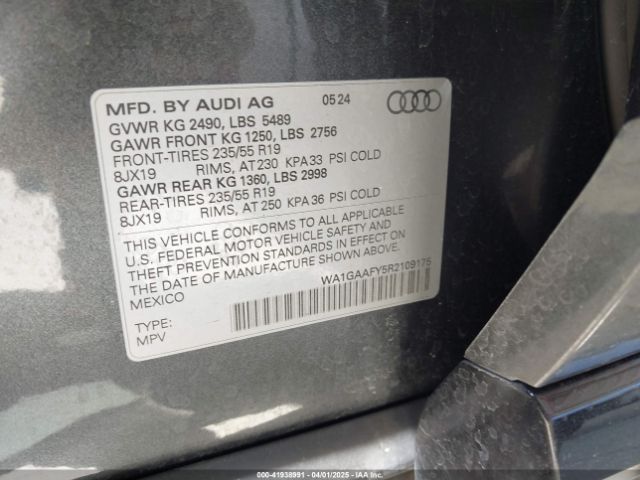 MFD. BY AUDI AG 05 24
GVWR KG 2490, LBS 5489
GAWR FRONT KG 1250, LBS 2756
FRONT-TIRES 235/55 R19
8JX19 RIMS, AT 230 KPA 33 PSI COLD
GAWR REAR KG 1360, LBS 2998
REAR-TIRES 235/55 R19
8JX19 RIMS, AT 250 KPA 36 PSI COLD
THIS VEHICLE CONFORMS TO ALL APPLICABLE
U.S. FEDERAL MOTOR VEHICLE SAFETY AND
THEFT PREVENTION STANDARDS IN EFFECT ON
THE DATE OF MANUFACTURE SHOWN ABOVE.
MEXICO
WA1GAAFY5R2109175
TYPE:
MPV
000-41938991 04/01/2025 IAA Inc.